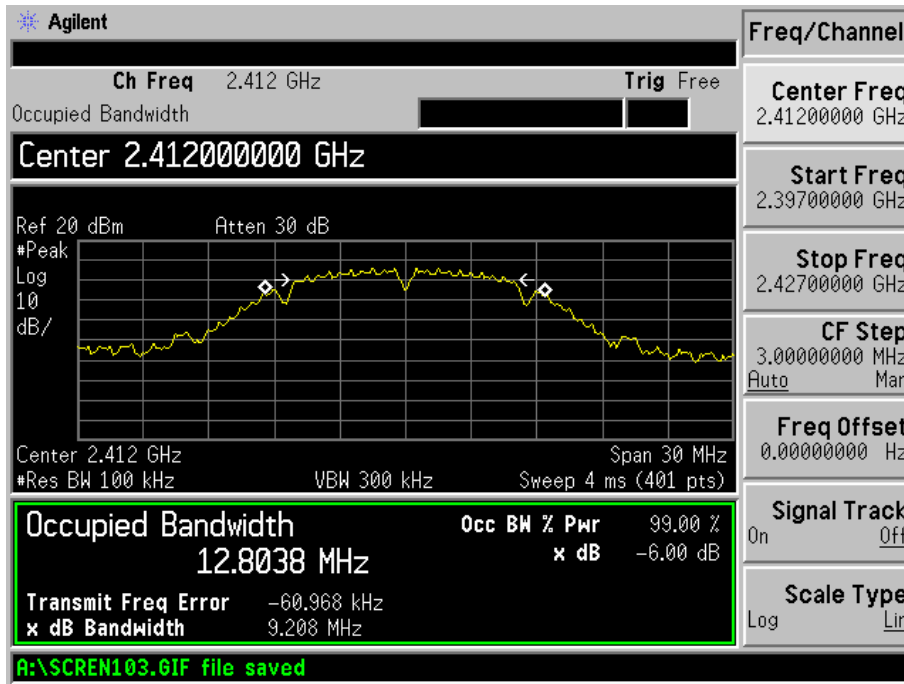 Agilent
Freq/Channel
Ch Freq 2.412 GHz Trig Free
Occupied Bandwidth
Center 2.412000000 GHz
Ref 20 dBm Atten 30 dB
#Peak
Log
10
dB/
Center 2.412 GHz Span 30 MHz
#Res BW 100 kHz VBW 300 kHz Sweep 4 ms (401 pts)
Occupied Bandwidth
12.8038 MHz
Occ BW % Pwr 99.00 %
x dB -6.00 dB
Transmit Freq Error -60.968 kHz
x dB Bandwidth 9.208 MHz
A:\SCREN103.GIF file saved
Center Freq
2.41200000 GHz
Start Freq
2.39700000 GHz
Stop Freq
2.42700000 GHz
CF Step
3.00000000 MHz
Auto Man
Freq Offset
0.00000000 Hz
Signal Track
On Off
Scale Type
Log Lin